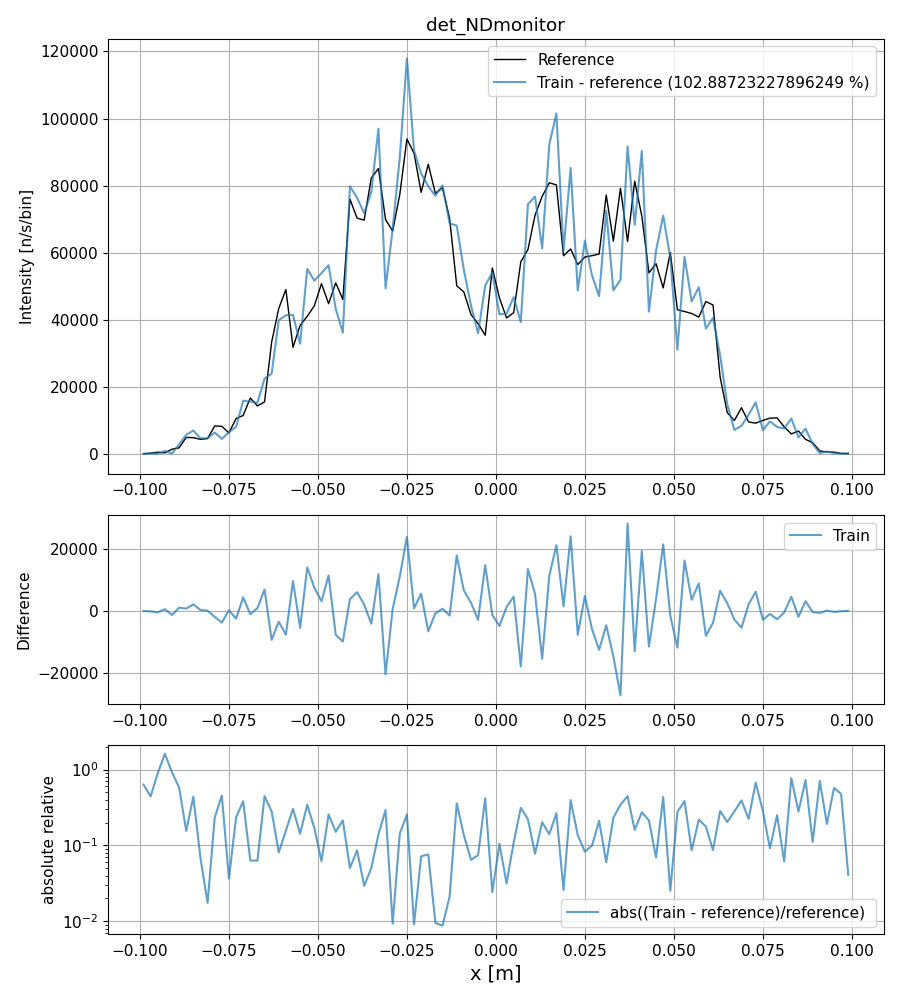 det_NDmonitor
120000
100000
80000
60000
40000
20000
0
Intensity [n/s/bin]
Reference
Train - reference (102.88723227896249 %)
−0.100 −0.075 −0.050 −0.025 0.000 0.025 0.050 0.075 0.100
20000
0
−20000
Difference
Train
−0.100 −0.075 −0.050 −0.025 0.000 0.025 0.050 0.075 0.100
10^0
10^−1
10^−2
absolute relative
abs((Train - reference)/reference)
−0.100 −0.075 −0.050 −0.025 0.000 0.025 0.050 0.075 0.100
x [m]